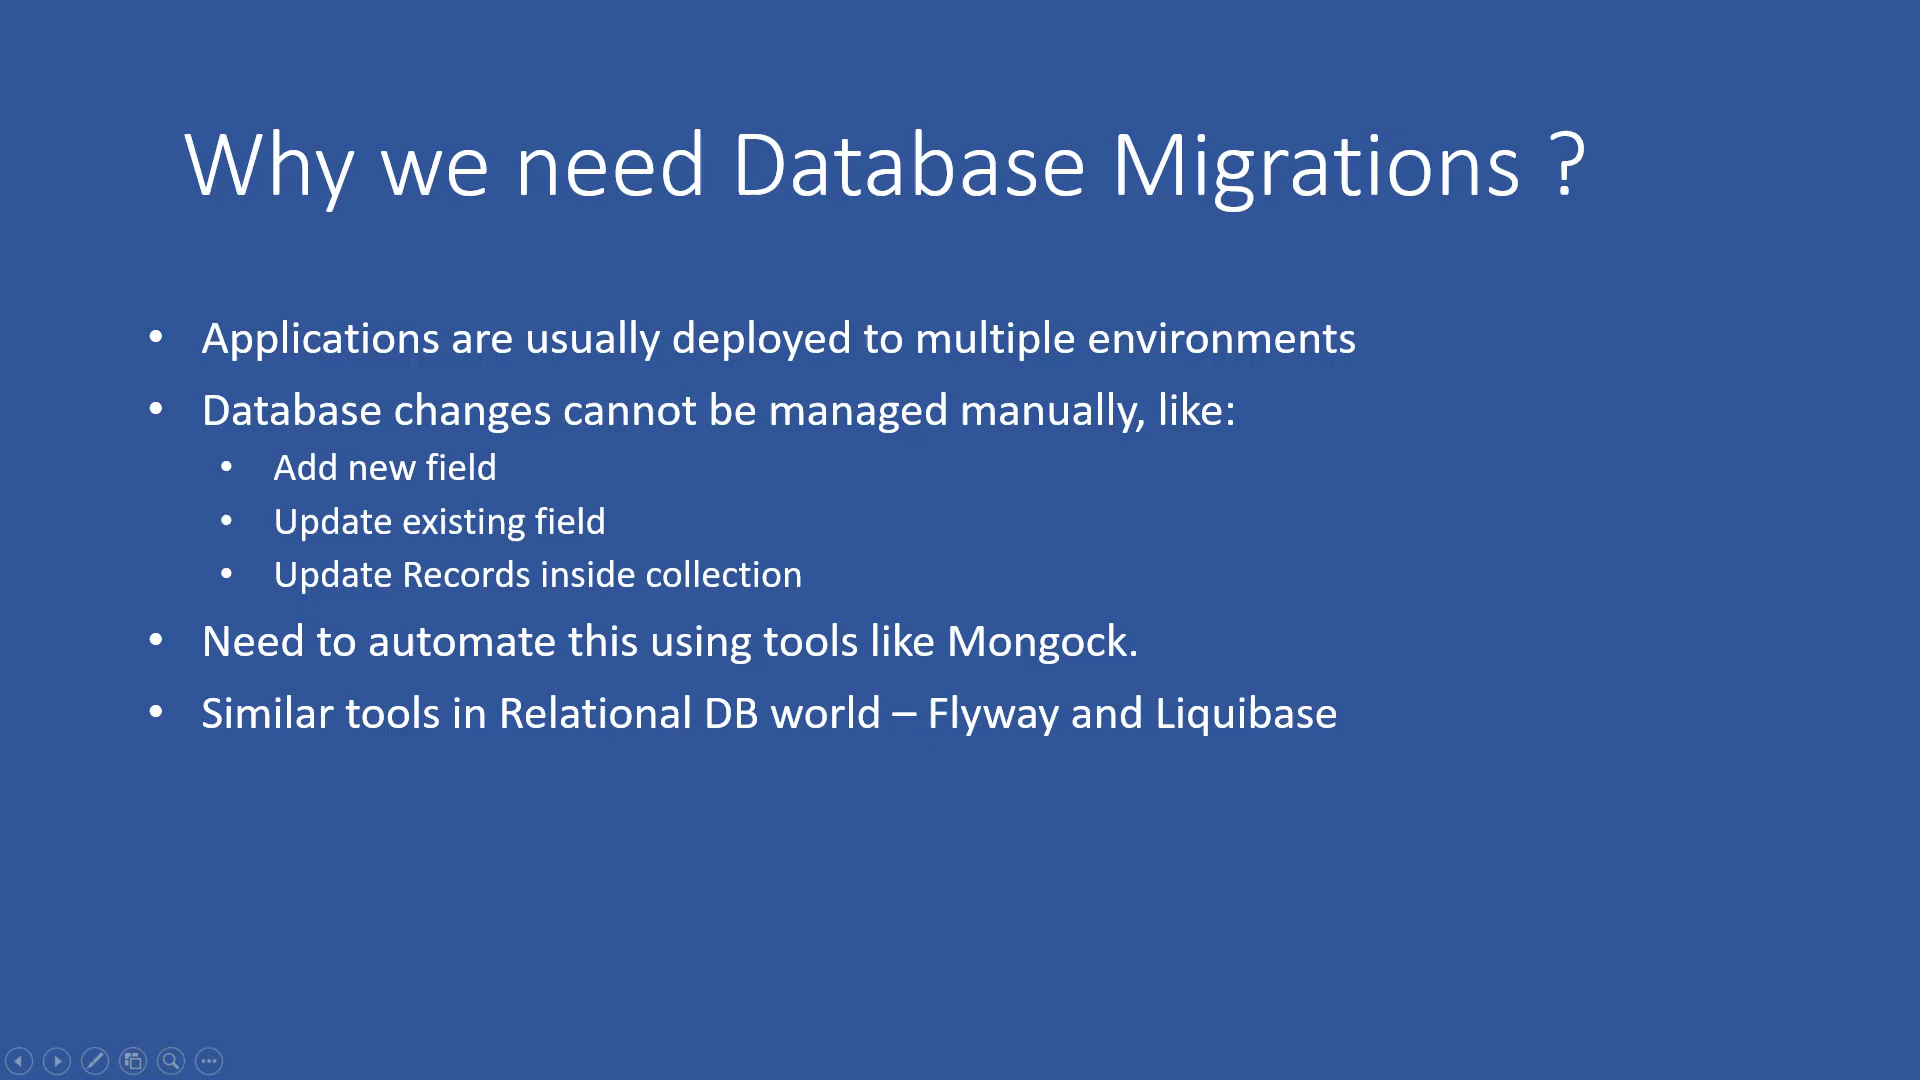 Why we need Database Migrations ?
• Applications are usually deployed to multiple environments
• Database changes cannot be managed manually, like:
• Add new field
• Update existing field
• Update Records inside collection
• Need to automate this using tools like Mongock.
• Similar tools in Relational DB world – Flyway and Liquibase